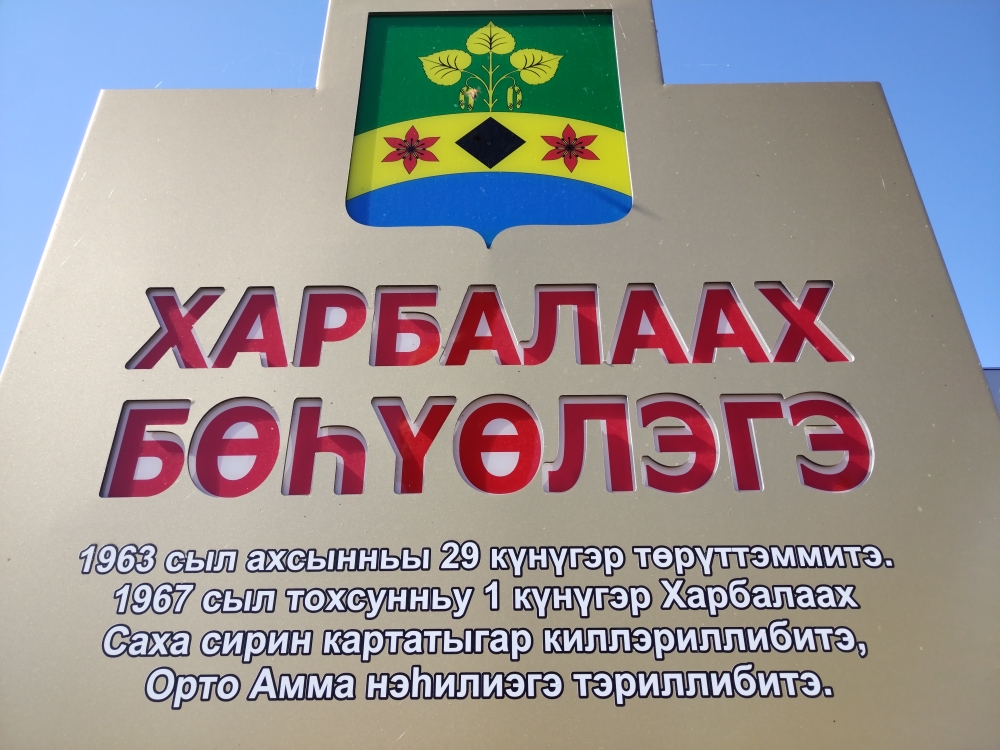 ХАРБАЛААХ
БӨҺҮӨЛЭГЭ
1963 сыл ахсынньы 29 күнүгэр төрүттэммитэ.
1967 сыл тохсунньу 1 күнүгэр Харбалаах
Саха сирин картатыгар киллэриллибитэ,
Орто Амма нэһилиэгэ тэриллибитэ.